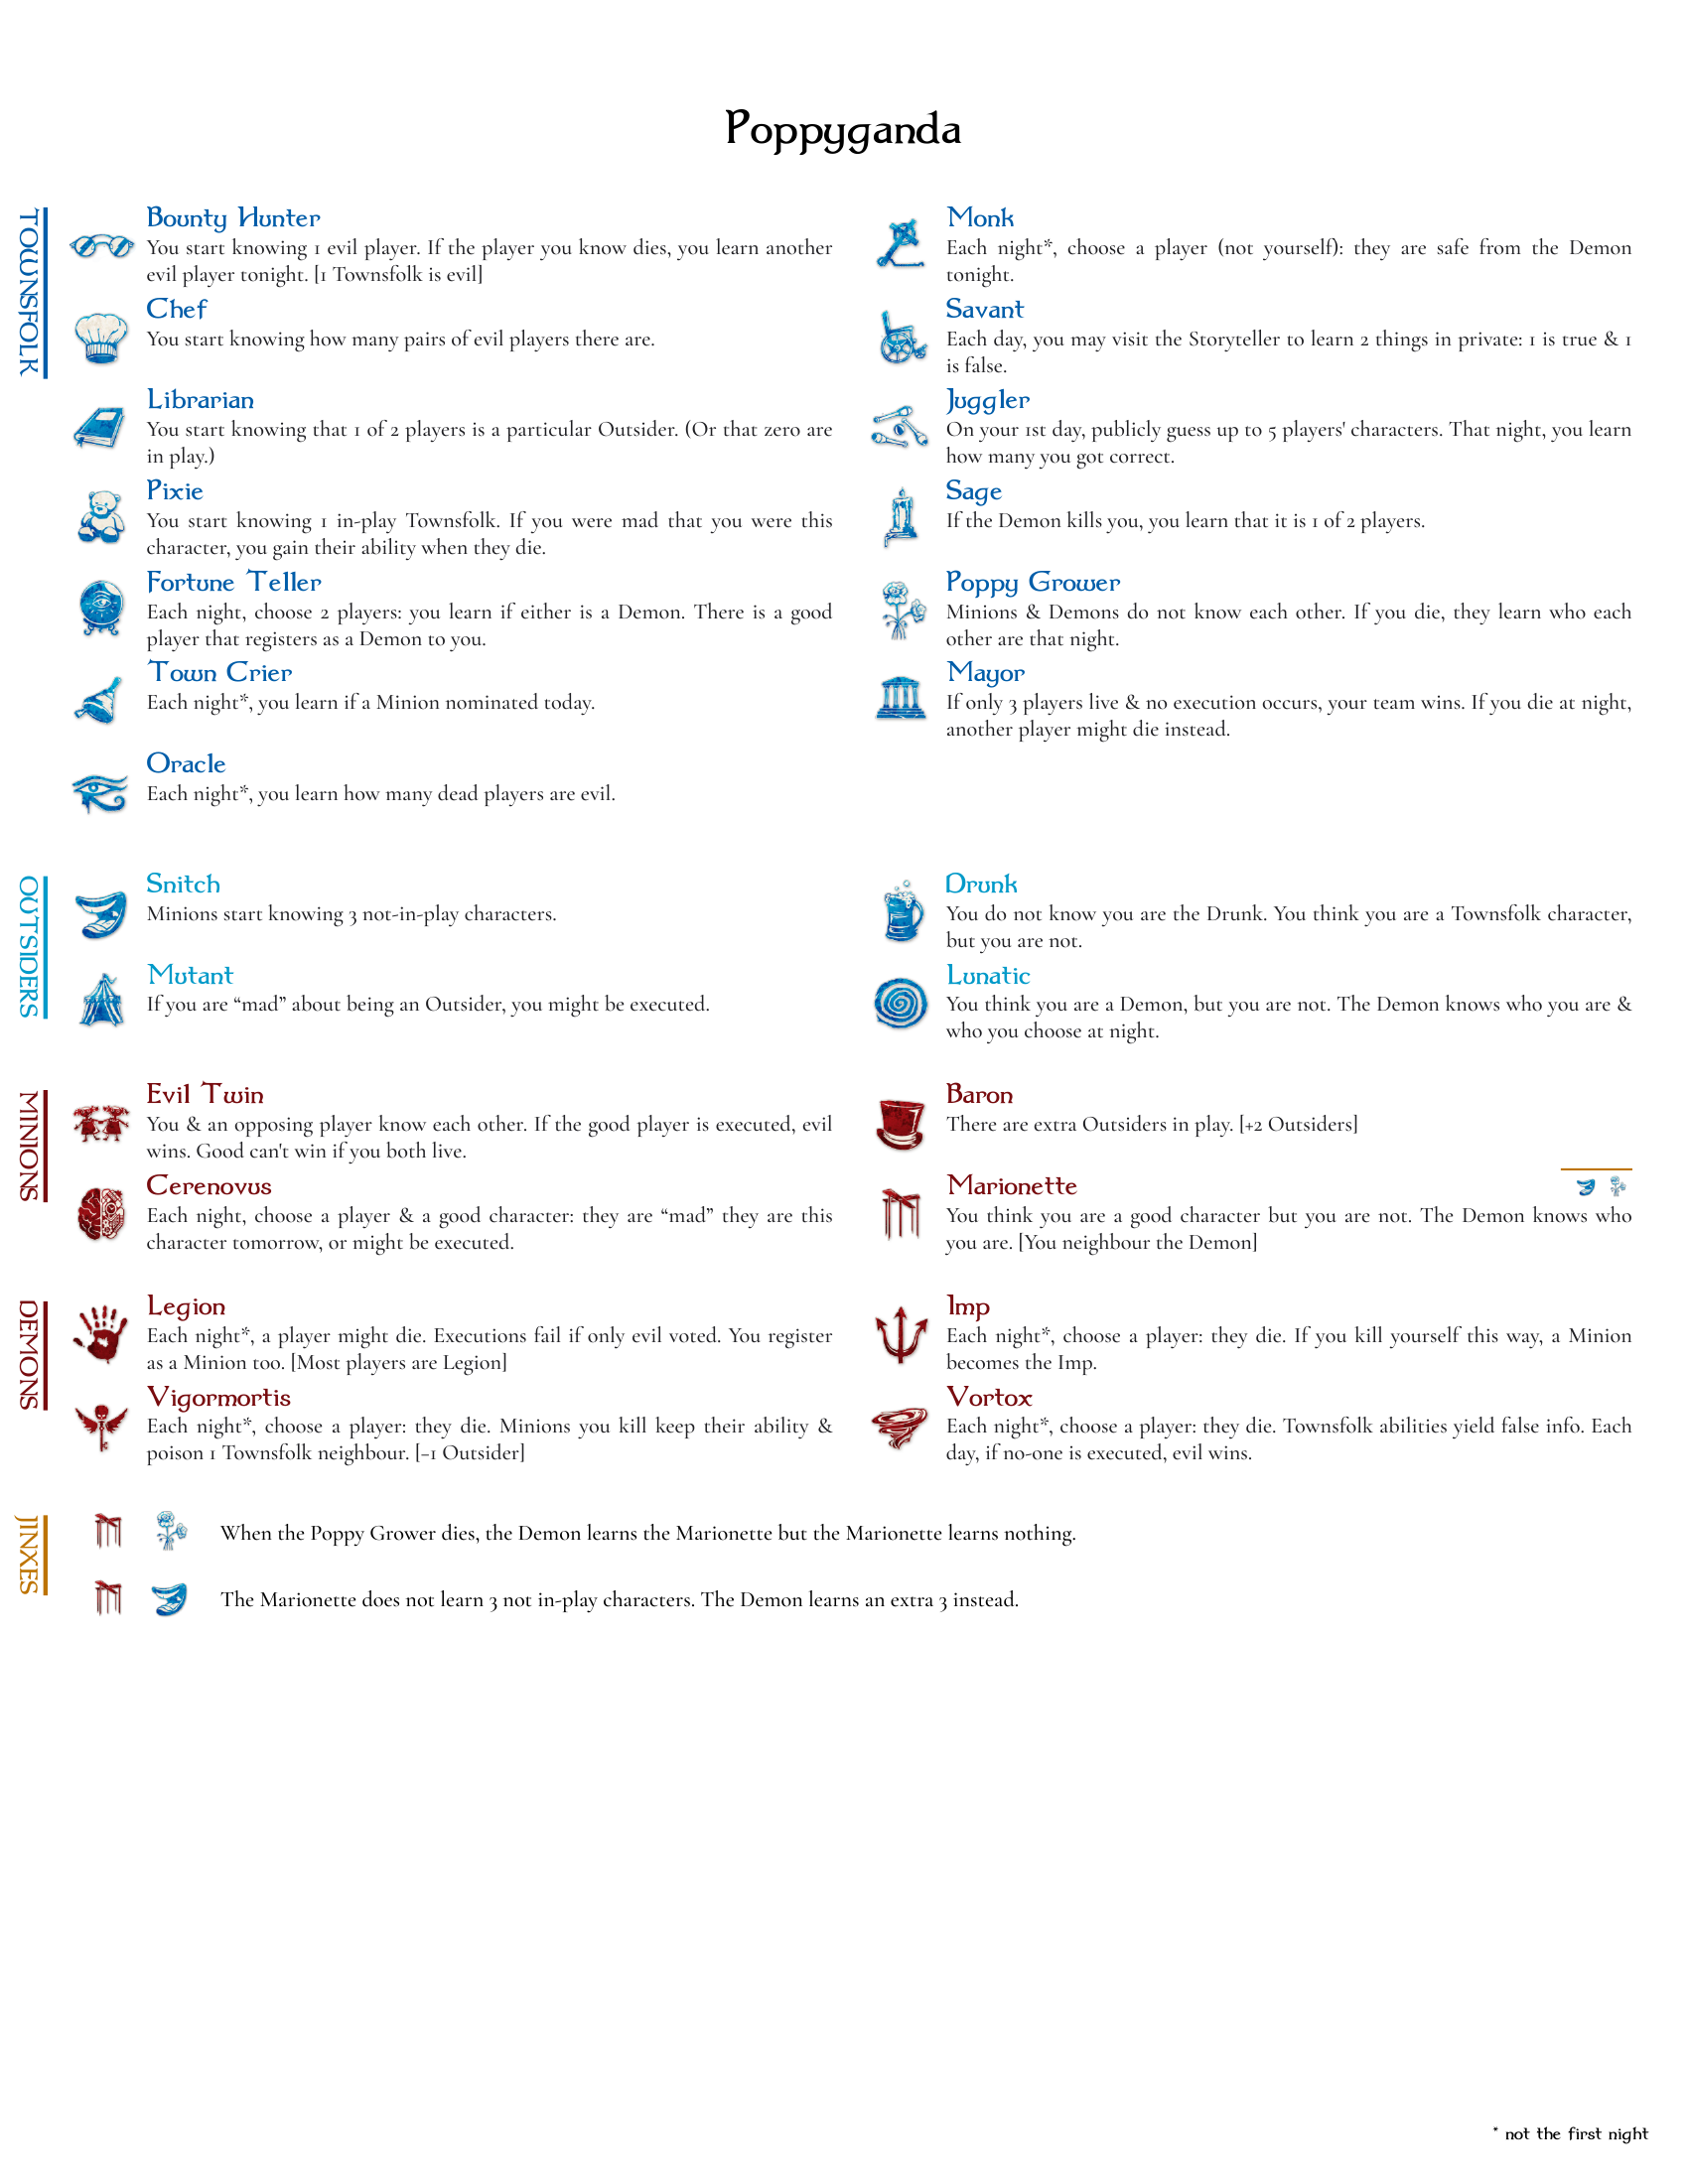 Poppyganda
TOWNSFOLK
Bounty Hunter
You start knowing 1 evil player. If the player you know dies, you learn another
evil player tonight. [1 Townsfolk is evil]
Chef
You start knowing how many pairs of evil players there are.
Librarian
You start knowing that 1 of 2 players is a particular Outsider. (Or that zero are
in play.)
Pixie
You start knowing 1 in-play Townsfolk. If you were mad that you were this
character, you gain their ability when they die.
Fortune Teller
Each night, choose 2 players: you learn if either is a Demon. There is a good
player that registers as a Demon to you.
Town Crier
Each night*, you learn if a Minion nominated today.
Oracle
Each night*, you learn how many dead players are evil.
Monk
Each night*, choose a player (not yourself): they are safe from the Demon
tonight.
Savant
Each day, you may visit the Storyteller to learn 2 things in private: 1 is true & 1
is false.
Juggler
On your 1st day, publicly guess up to 5 players' characters. That night, you learn
how many you got correct.
Sage
If the Demon kills you, you learn that it is 1 of 2 players.
Poppy Grower
Minions & Demons do not know each other. If you die, they learn who each
other are that night.
Mayor
If only 3 players live & no execution occurs, your team wins. If you die at night,
another player might die instead.
OUTSIDERS
Snitch
Minions start knowing 3 not-in-play characters.
Mutant
If you are “mad” about being an Outsider, you might be executed.
Drunk
You do not know you are the Drunk. You think you are a Townsfolk character,
but you are not.
Lunatic
You think you are a Demon, but you are not. The Demon knows who you are &
who you choose at night.
MINIONS
Evil Twin
You & an opposing player know each other. If the good player is executed, evil
wins. Good can't win if you both live.
Cerenovus
Each night, choose a player & a good character: they are “mad” they are this
character tomorrow, or might be executed.
Baron
There are extra Outsiders in play. [+2 Outsiders]
Marionette
You think you are a good character but you are not. The Demon knows who
you are. [You neighbour the Demon]
DEMONS
Legion
Each night*, a player might die. Executions fail if only evil voted. You register
as a Minion too. [Most players are Legion]
Vigormortis
Each night*, choose a player: they die. Minions you kill keep their ability &
poison 1 Townsfolk neighbour. [−1 Outsider]
Imp
Each night*, choose a player: they die. If you kill yourself this way, a Minion
becomes the Imp.
Vortox
Each night*, choose a player: they die. Townsfolk abilities yield false info. Each
day, if no-one is executed, evil wins.
JINXES
When the Poppy Grower dies, the Demon learns the Marionette but the Marionette learns nothing.
The Marionette does not learn 3 not in-play characters. The Demon learns an extra 3 instead.
* not the first night